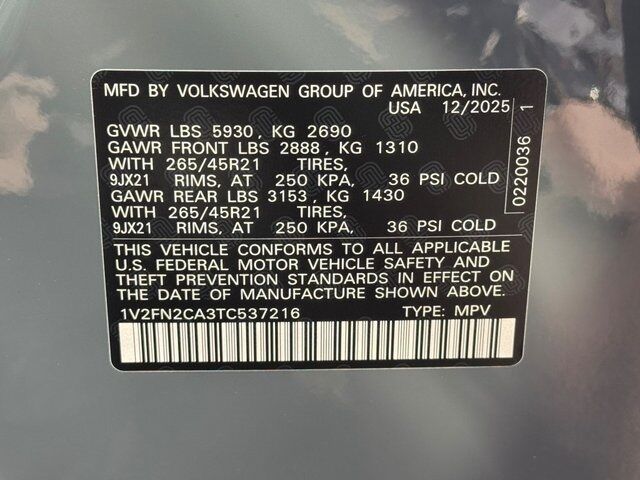 MFD BY VOLKSWAGEN GROUP OF AMERICA, INC.
USA 12/2025
GVWR LBS 5930, KG 2690
GAWR FRONT LBS 2888, KG 1310
WITH 265/45R21 TIRES,
9JX21 RIMS, AT 250 KPA, 36 PSI COLD
GAWR REAR LBS 3153, KG 1430
WITH 265/45R21 TIRES,
9JX21 RIMS, AT 250 KPA, 36 PSI COLD
THIS VEHICLE CONFORMS TO ALL APPLICABLE
U.S. FEDERAL MOTOR VEHICLE SAFETY AND
THEFT PREVENTION STANDARDS IN EFFECT ON
THE DATE OF MANUFACTURE SHOWN ABOVE.
1V2FN2CA3TC537216 TYPE: MPV
0220036 1